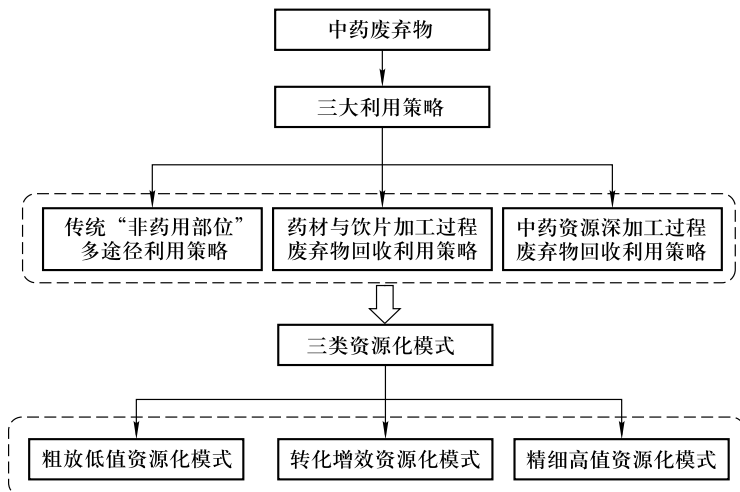 中药废弃物
三大利用策略
传统“非药用部位”
多途径利用策略
药材与饮片加工过程
废弃物回收利用策略
中药资源深加工过程
废弃物回收利用策略
三类资源化模式
粗放低值资源化模式
转化增效资源化模式
精细高值资源化模式